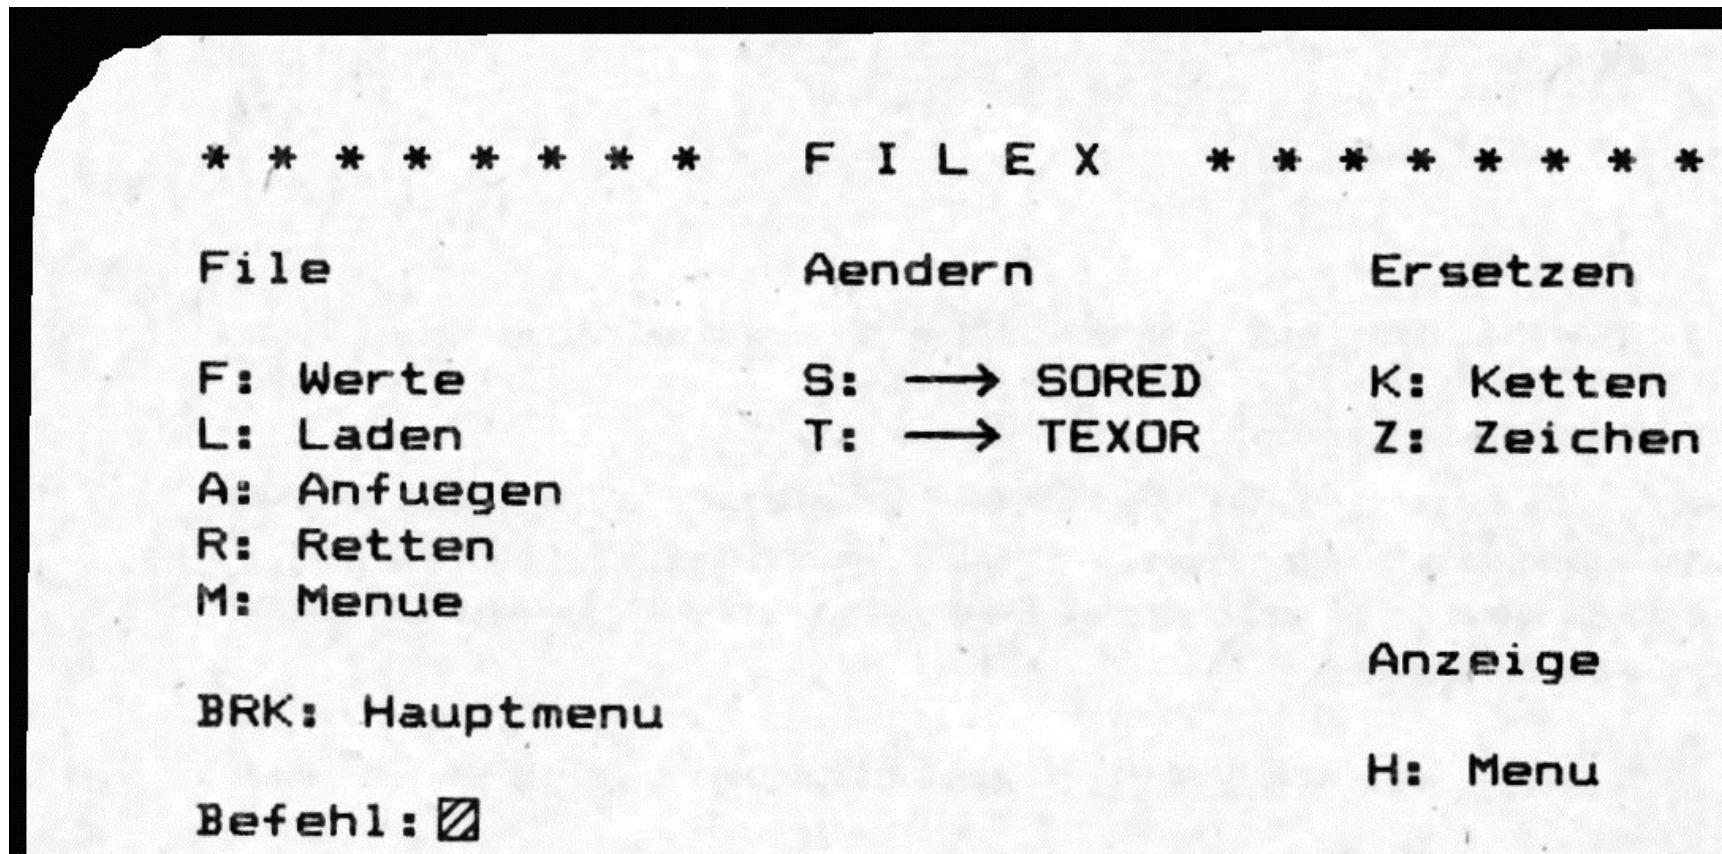 * * * * * * * *   F I L E X   * * * * * * * *
File   Aendern   Ersetzen
F: Werte   S: ⟶ SORED   K: Ketten
L: Laden   T: ⟶ TEXOR   Z: Zeichen
A: Anfuegen
R: Retten
M: Menue
Anzeige
BRK: Hauptmenu
H: Menu
Befehl:▨